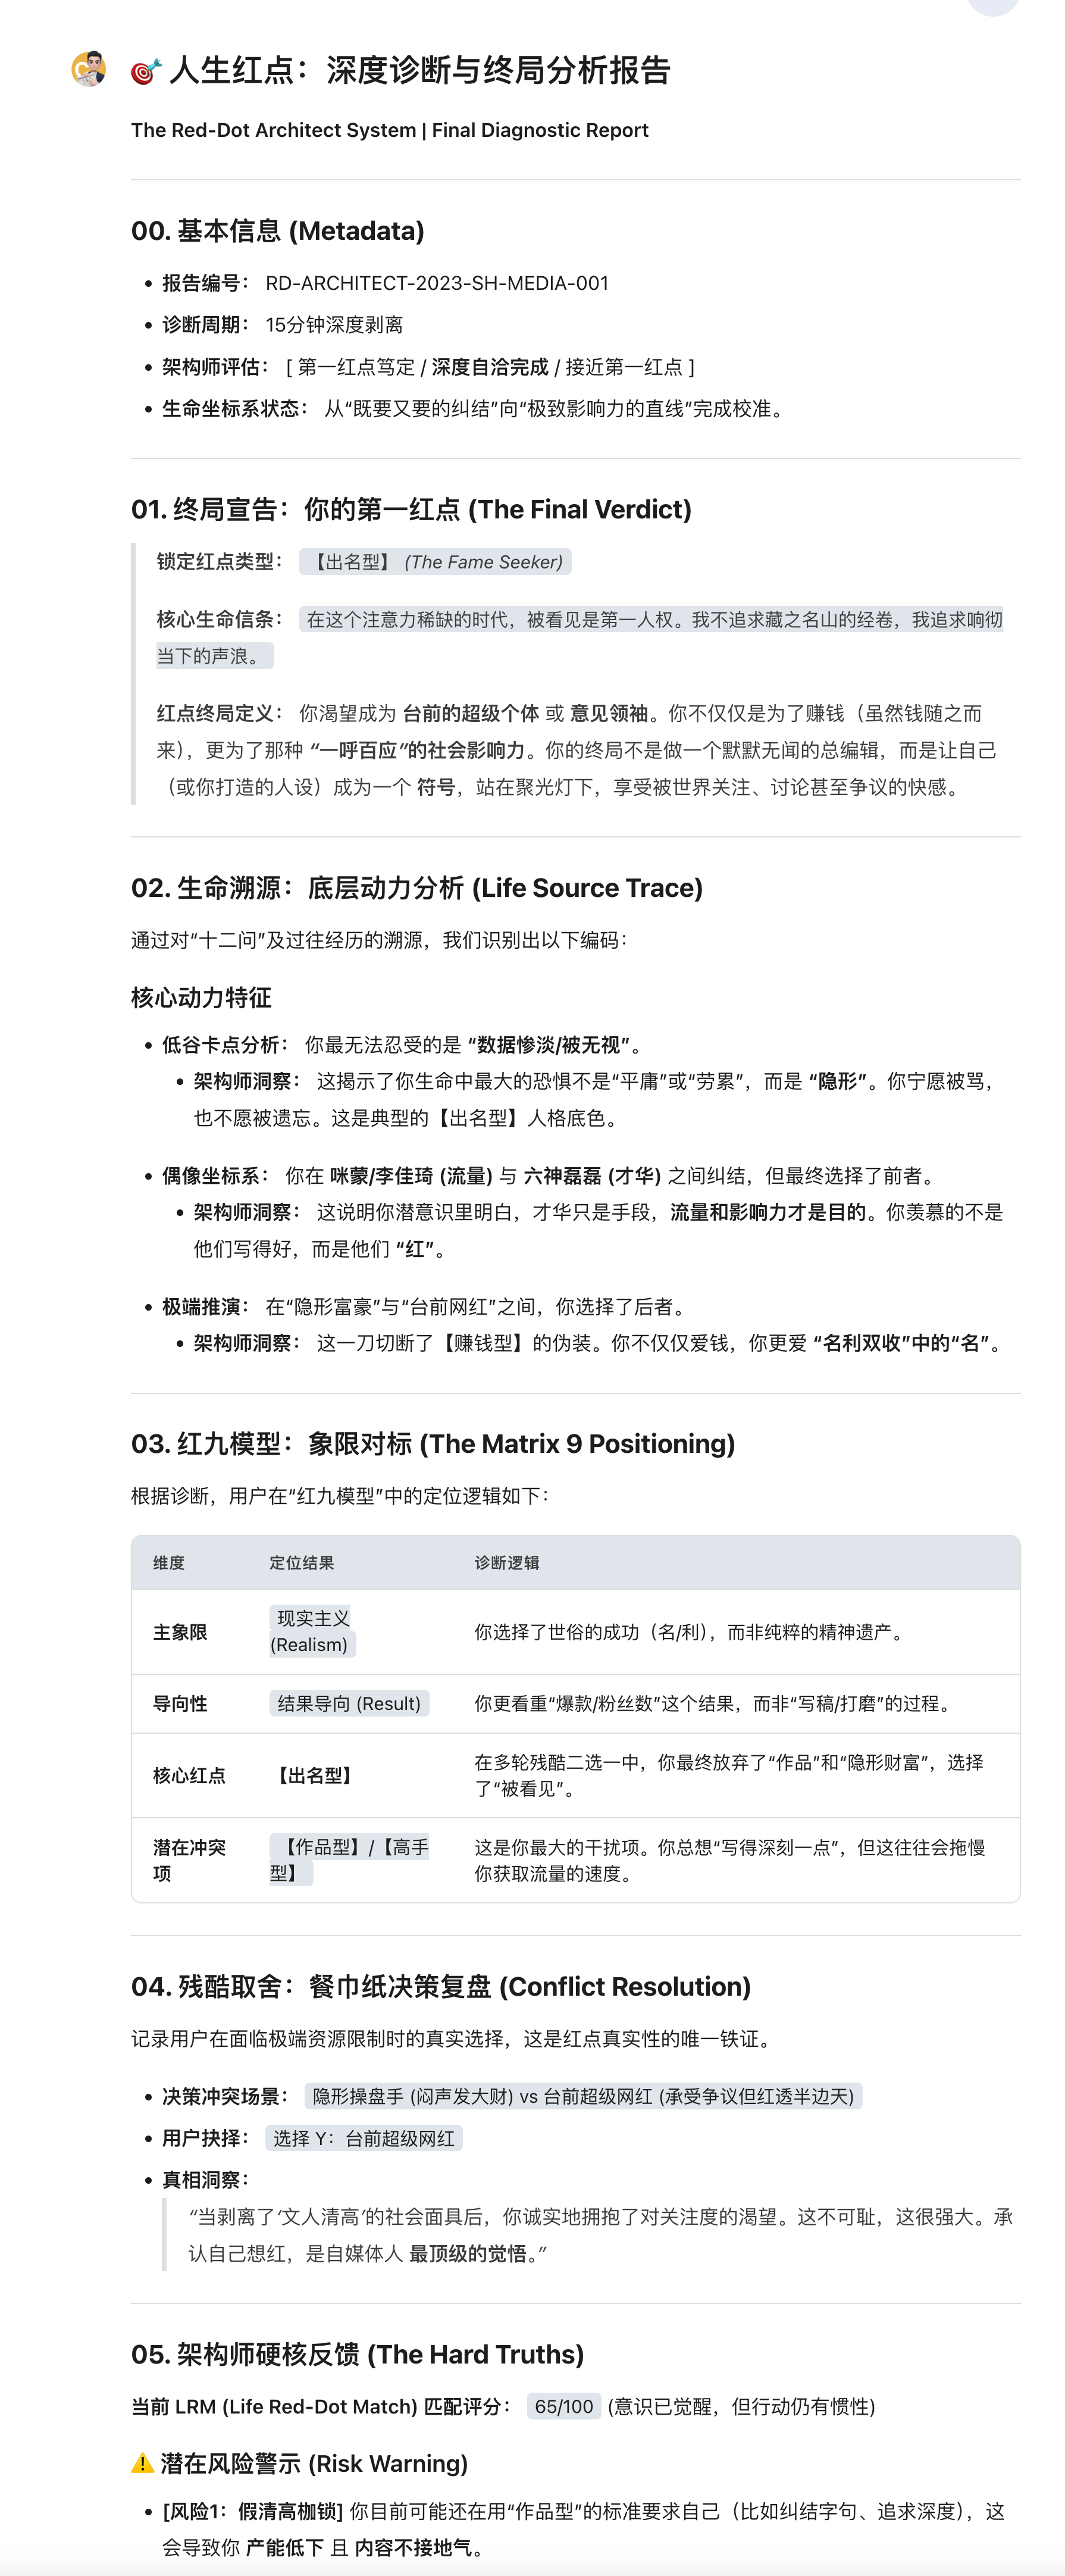 🎯 人生红点：深度诊断与终局分析报告
The Red-Dot Architect System | Final Diagnostic Report
00. 基本信息 (Metadata)
• 报告编号： RD-ARCHITECT-2023-SH-MEDIA-001
• 诊断周期： 15分钟深度剥离
• 架构师评估： [ 第一红点笃定 / 深度自洽完成 / 接近第一红点 ]
• 生命坐标系状态： 从“既要又要的纠结”向“极致影响力的直线”完成校准。
01. 终局宣告：你的第一红点 (The Final Verdict)
锁定红点类型： 【出名型】 (The Fame Seeker)
核心生命信条： 在这个注意力稀缺的时代，被看见是第一人权。我不追求藏之名山的经卷，我追求响彻
当下的声浪。
红点终局定义： 你渴望成为 台前的超级个体 或 意见领袖。你不仅仅是为了赚钱（虽然钱随之而
来），更为了那种 “一呼百应”的社会影响力。你的终局不是做一个默默无闻的总编辑，而是让自己
（或你打造的人设）成为一个 符号，站在聚光灯下，享受被世界关注、讨论甚至争议的快感。
02. 生命溯源：底层动力分析 (Life Source Trace)
通过对“十二问”及过往经历的溯源，我们识别出以下编码：
核心动力特征
• 低谷卡点分析： 你最无法忍受的是 “数据惨淡/被无视”。
• 架构师洞察： 这揭示了你生命中最大的恐惧不是“平庸”或“劳累”，而是 “隐形”。你宁愿被骂，
也不愿被遗忘。这是典型的【出名型】人格底色。
• 偶像坐标系： 你在 咪蒙/李佳琦 (流量) 与 六神磊磊 (才华) 之间纠结，但最终选择了前者。
• 架构师洞察： 这说明你潜意识里明白，才华只是手段，流量和影响力才是目的。你羡慕的不是
他们写得好，而是他们 “红”。
• 极端推演： 在“隐形富豪”与“台前网红”之间，你选择了后者。
• 架构师洞察： 这一刀切断了【赚钱型】的伪装。你不仅仅爱钱，你更爱 “名利双收”中的“名”。
03. 红九模型：象限对标 (The Matrix 9 Positioning)
根据诊断，用户在“红九模型”中的定位逻辑如下：
维度 定位结果 诊断逻辑
主象限 现实主义 (Realism) 你选择了世俗的成功（名/利），而非纯粹的精神遗产。
导向性 结果导向 (Result) 你更看重“爆款/粉丝数”这个结果，而非“写稿/打磨”的过程。
核心红点 【出名型】 在多轮残酷二选一中，你最终放弃了“作品”和“隐形财富”，选择
了“被看见”。
潜在冲突项 【作品型】/【高手型】 这是你最大的干扰项。你总想“写得深刻一点”，但这往往会拖慢
你获取流量的速度。
04. 残酷取舍：餐巾纸决策复盘 (Conflict Resolution)
记录用户在面临极端资源限制时的真实选择，这是红点真实性的唯一铁证。
• 决策冲突场景： 隐形操盘手 (闷声发大财) vs 台前超级网红 (承受争议但红透半边天)
• 用户抉择： 选择 Y：台前超级网红
• 真相洞察：
“当剥离了‘文人清高’的社会面具后，你诚实地拥抱了对关注度的渴望。这不可耻，这很强大。承
认自己想红，是自媒体人 最顶级的觉悟。”
05. 架构师硬核反馈 (The Hard Truths)
当前 LRM (Life Red-Dot Match) 匹配评分： 65/100 (意识已觉醒，但行动仍有惯性)
⚠️ 潜在风险警示 (Risk Warning)
• [风险1：假清高枷锁] 你目前可能还在用“作品型”的标准要求自己（比如纠结字句、追求深度），这
会导致你 产能低下 且 内容不接地气。